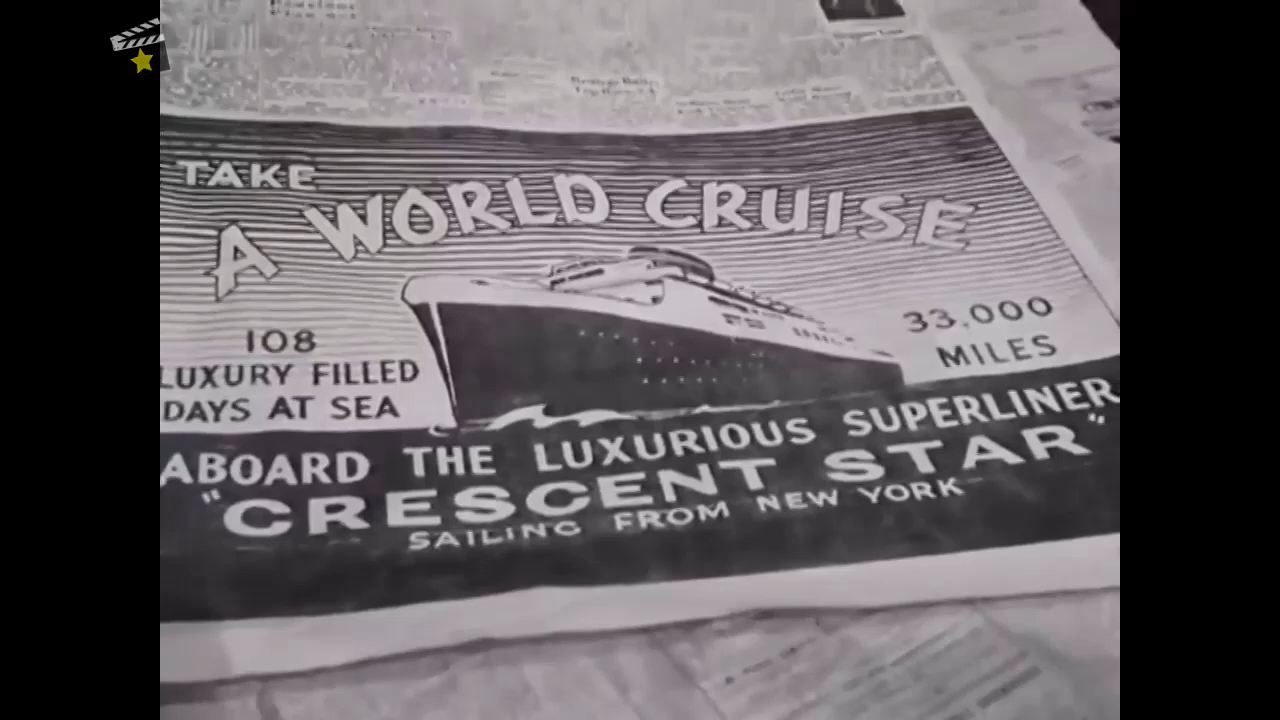 TAKE
A WORLD CRUISE
108
LUXURY FILLED
DAYS AT SEA
33,000
MILES
ABOARD THE LUXURIOUS SUPERLINER
"CRESCENT STAR"
SAILING FROM NEW YORK